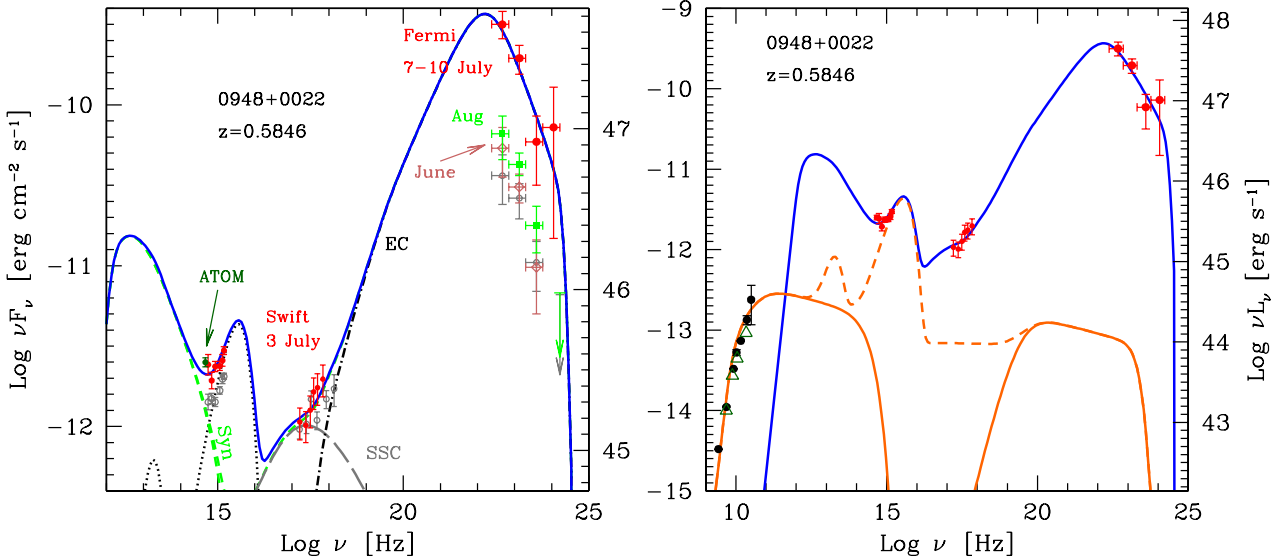 0948+0022
z=0.5846
Fermi
7−10 July
Aug
June
EC
ATOM
Swift
3 July
Syn
SSC
−10
−11
−12
47
46
45
15
20
25
Log ν [Hz]
Log νFν [erg cm−2 s−1]
0948+0022
z=0.5846
−9
−10
−11
−12
−13
−14
−15
48
47
46
45
44
43
10
15
20
25
Log ν [Hz]
Log νLν [erg s−1]